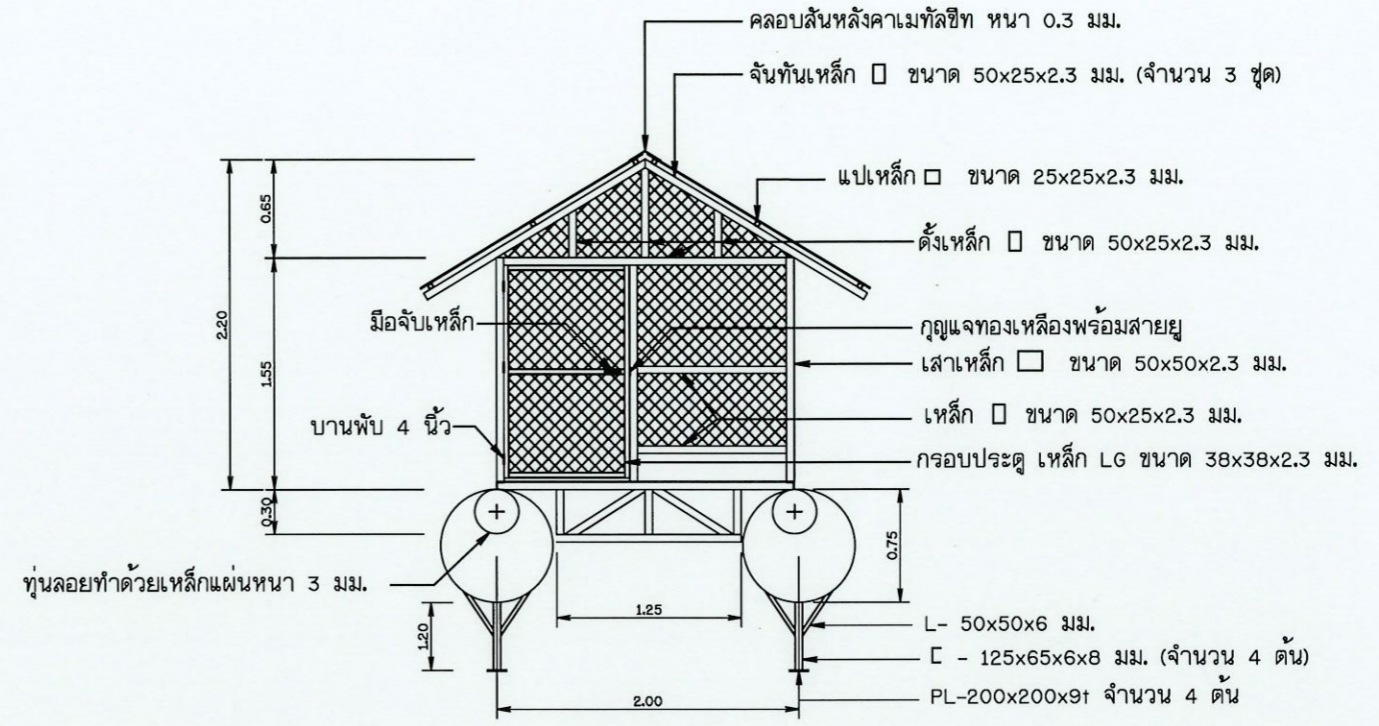 คลอบสันหลังคาเมทัลชีท หนา 0.3 มม.
จันทันเหล็ก ขนาด 50x25x2.3 มม. (จำนวน 3 ชุด)
แปเหล็ก ขนาด 25x25x2.3 มม.
ดั้งเหล็ก ขนาด 50x25x2.3 มม.
0.65
2.20
1.55
มือจับเหล็ก
กุญแจทองเหลืองพร้อมสายยู
เสาเหล็ก ขนาด 50x50x2.3 มม.
เหล็ก ขนาด 50x25x2.3 มม.
บานพับ 4 นิ้ว
กรอบประตู เหล็ก LG ขนาด 38x38x2.3 มม.
0.30
0.75
ทุ่นลอยทำด้วยเหล็กแผ่นหนา 3 มม.
1.25
1.20
L- 50x50x6 มม.
[ - 125x65x6x8 มม. (จำนวน 4 ต้น)
PL-200x200x9t จำนวน 4 ต้น
2.00